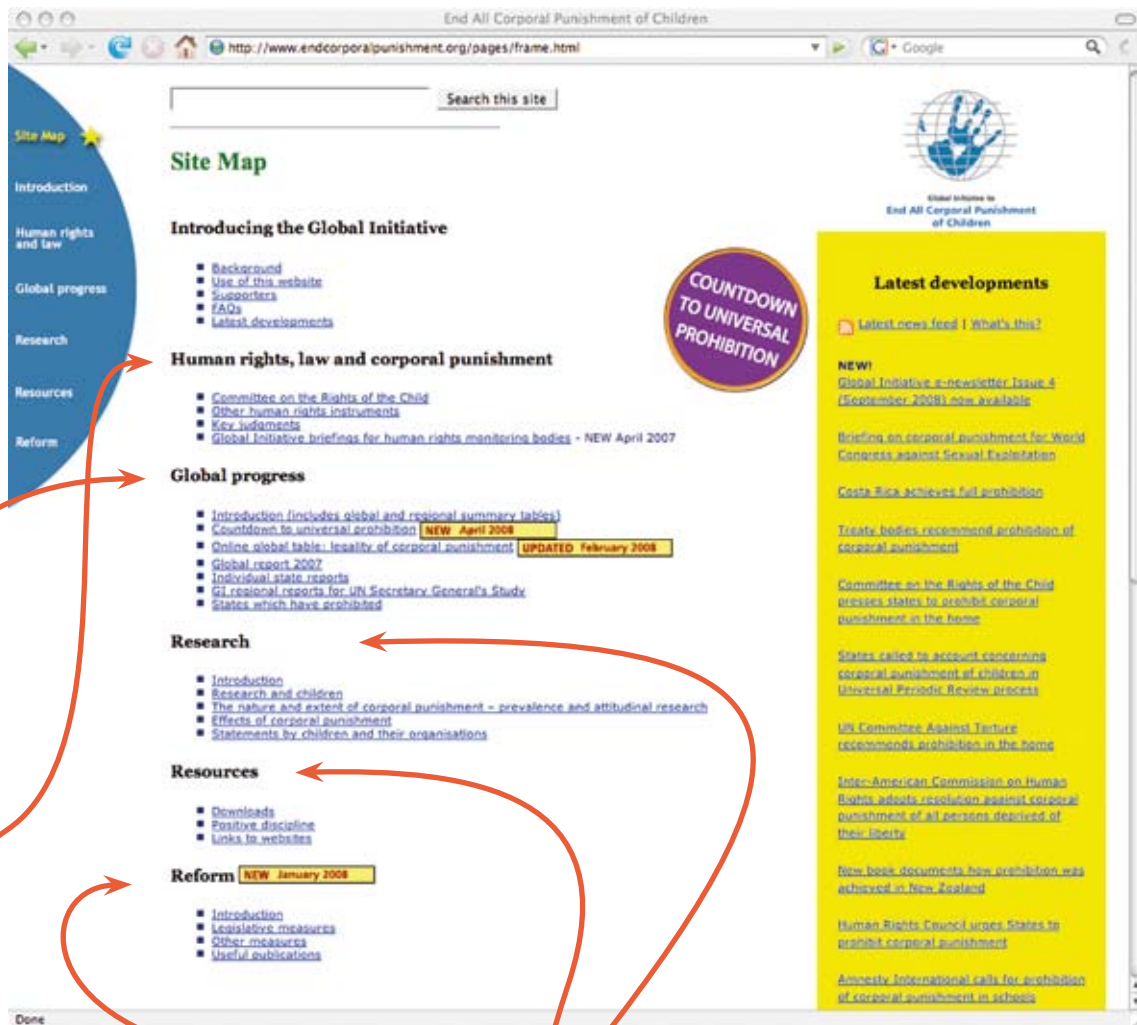 End All Corporal Punishment of Children
http://www.endcorporalpunishment.org/pages/frame.html
Google
Search this site
Site Map
Introduction
Human rights
and law
Global progress
Research
Resources
Reform
Site Map
Introducing the Global Initiative
Background
Use of this website
Supporters
FAQs
Latest developments
COUNTDOWN
TO UNIVERSAL
PROHIBITION
Human rights, law and corporal punishment
Committee on the Rights of the Child
Other human rights instruments
Key judgments
Global Initiative briefings for human rights monitoring bodies - NEW April 2007
Global progress
Introduction (includes global and regional summary tables)
Countdown to universal prohibition NEW April 2008
Online global table: legality of corporal punishment UPDATED February 2008
Global report 2007
Individual state reports
GI regional reports for UN Secretary General's Study
States which have prohibited
Research
Introduction
Research and children
The nature and extent of corporal punishment – prevalence and attitudinal research
Effects of corporal punishment
Statements by children and their organisations
Resources
Downloads
Positive discipline
Links to websites
Reform NEW January 2008
Introduction
Legislative measures
Other measures
Useful publications
Global Initiative to
End All Corporal Punishment
of Children
Latest developments
Latest news feed | What's this?
NEW!
Global Initiative e-newsletter Issue 4
(September 2008) now available
Briefing on corporal punishment for World
Congress against Sexual Exploitation
Costa Rica achieves full prohibition
Treaty bodies recommend prohibition of
corporal punishment
Committee on the Rights of the Child
presses states to prohibit corporal
punishment in the home
States called to account concerning
corporal punishment of children in
Universal Periodic Review process
UN Committee Against Torture
recommends prohibition in the home
Inter-American Commission on Human
Rights adopts resolution against corporal
punishment of all persons deprived of
their liberty
New book documents how prohibition was
achieved in New Zealand
Human Rights Council urges States to
prohibit corporal punishment
Amnesty International calls for prohibition
of corporal punishment in schools
Done